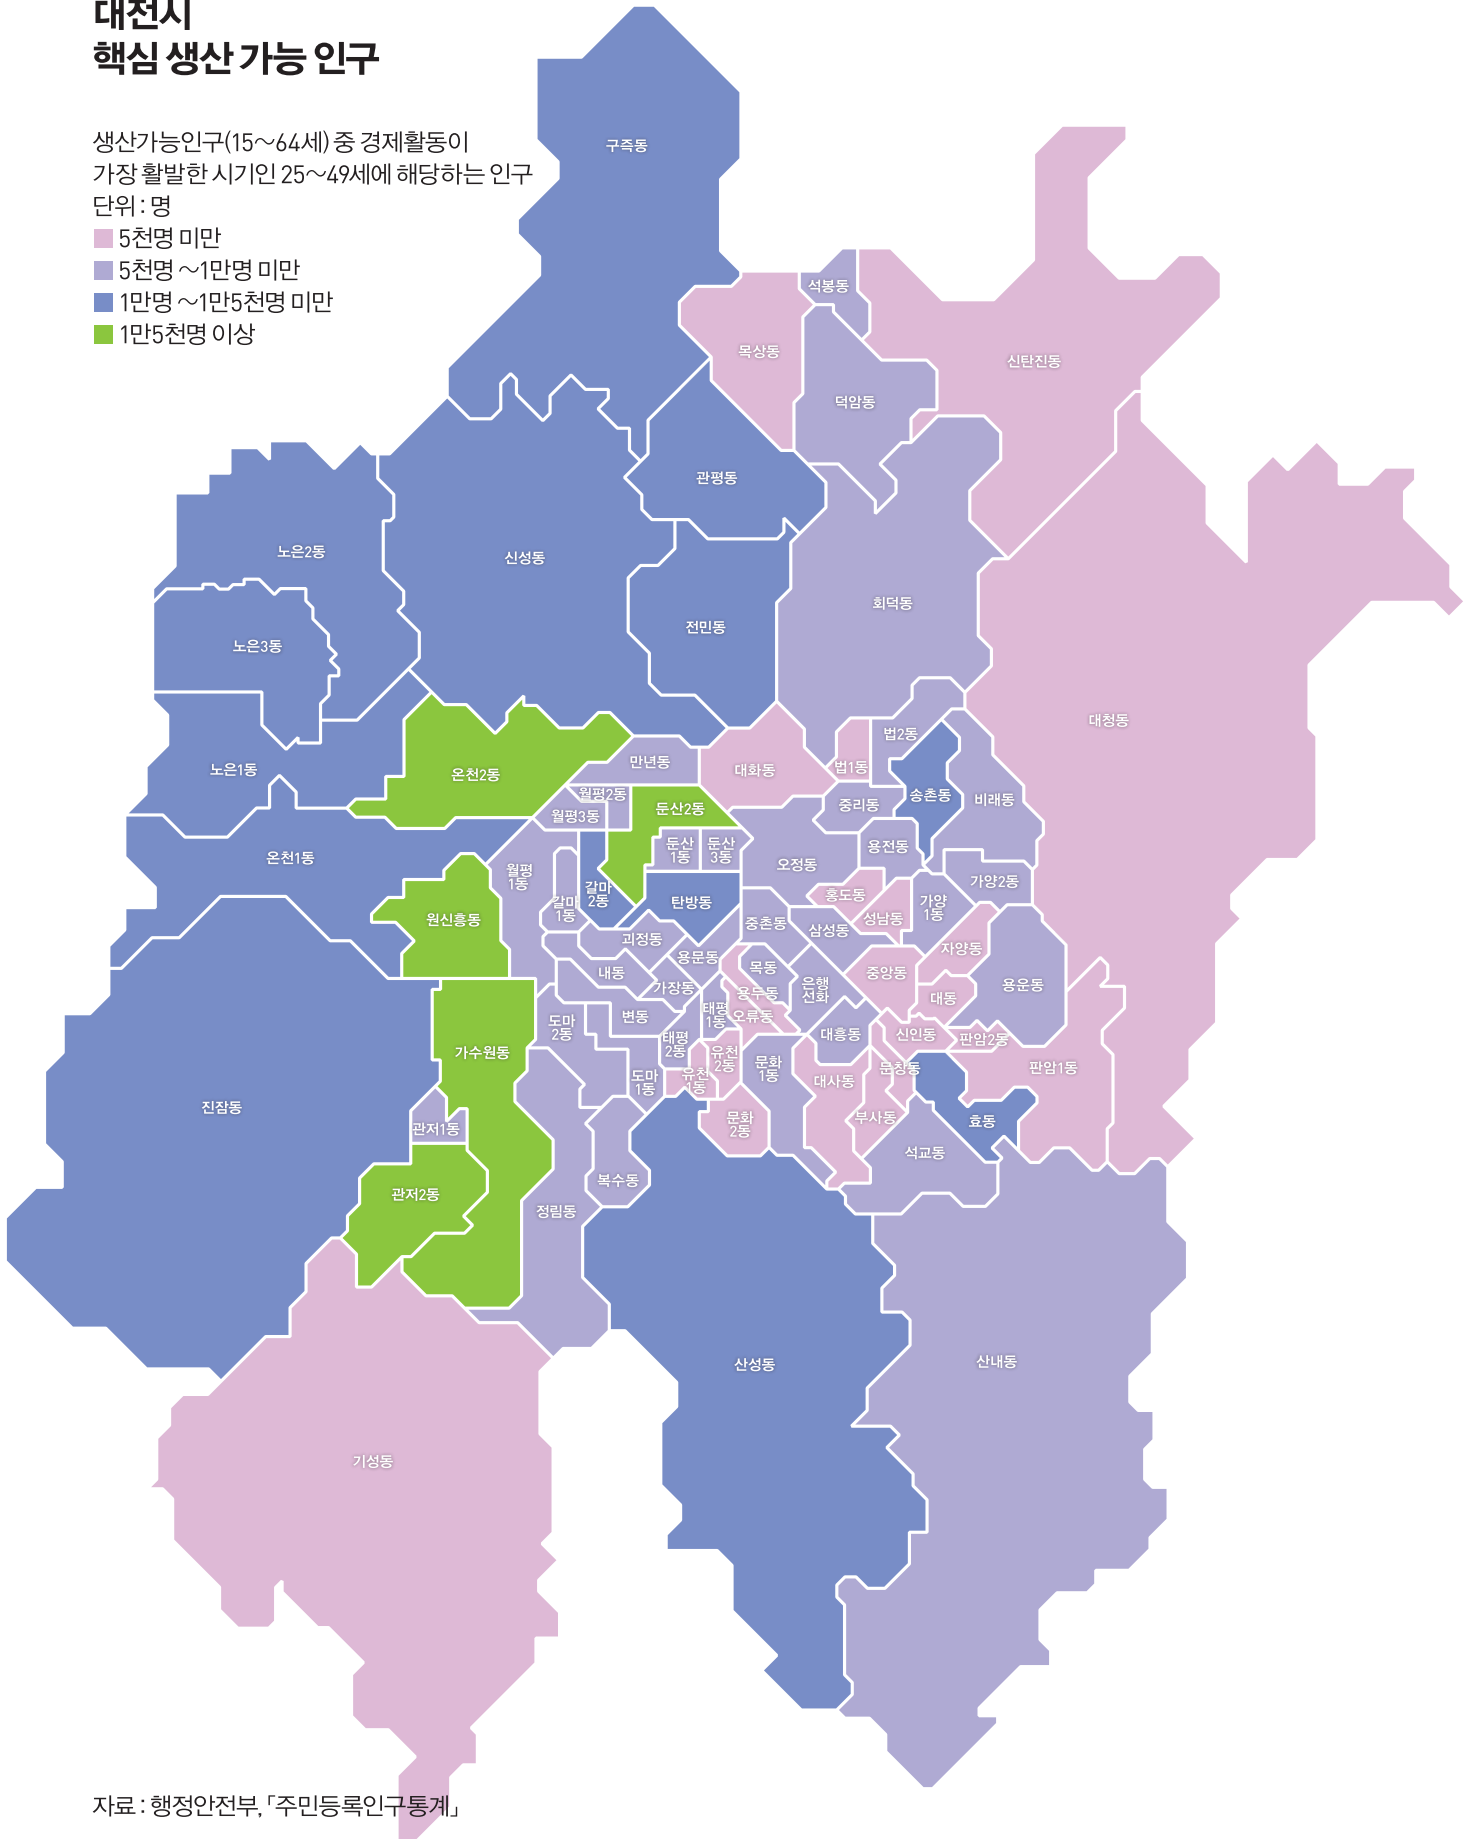 대전시
핵심 생산 가능 인구
생산가능인구(15~64세) 중 경제활동이
가장 활발한 시기인 25~49세에 해당하는 인구
단위 : 명
5천명 미만
5천명 ~1만명 미만
1만명 ~1만5천명 미만
1만5천명 이상
구즉동
석봉동
목상동
신탄진동
덕암동
관평동
노은2동
신성동
회덕동
전민동
노은3동
대청동
법2동
만년동
노은1동
온천2동
대화동
법1동
월평2동
송촌동
비래동
중리동
둔산2동
월평3동
용전동
둔산
1동
둔산
3동
온천1동
오정동
월평
1동
가양2동
갈마
2동
홍도동
탄방동
갈마
1동
가양
1동
원신흥동
성남동
중촌동
삼성동
괴정동
자양동
용문동
목동
내동
중앙동
가장동
은행
선화
용운동
용두동
대동
변동
태평
1동
오류동
도마
2동
대흥동
신인동
판암2동
태평
2동
가수원동
유천
2동
문화
1동
문창동
판암1동
유천
1동
도마
1동
대사동
진잠동
문화
2동
부사동
효동
관저1동
석교동
복수동
관저2동
정림동
산성동
산내동
기성동
자료 : 행정안전부, 「주민등록인구통계」